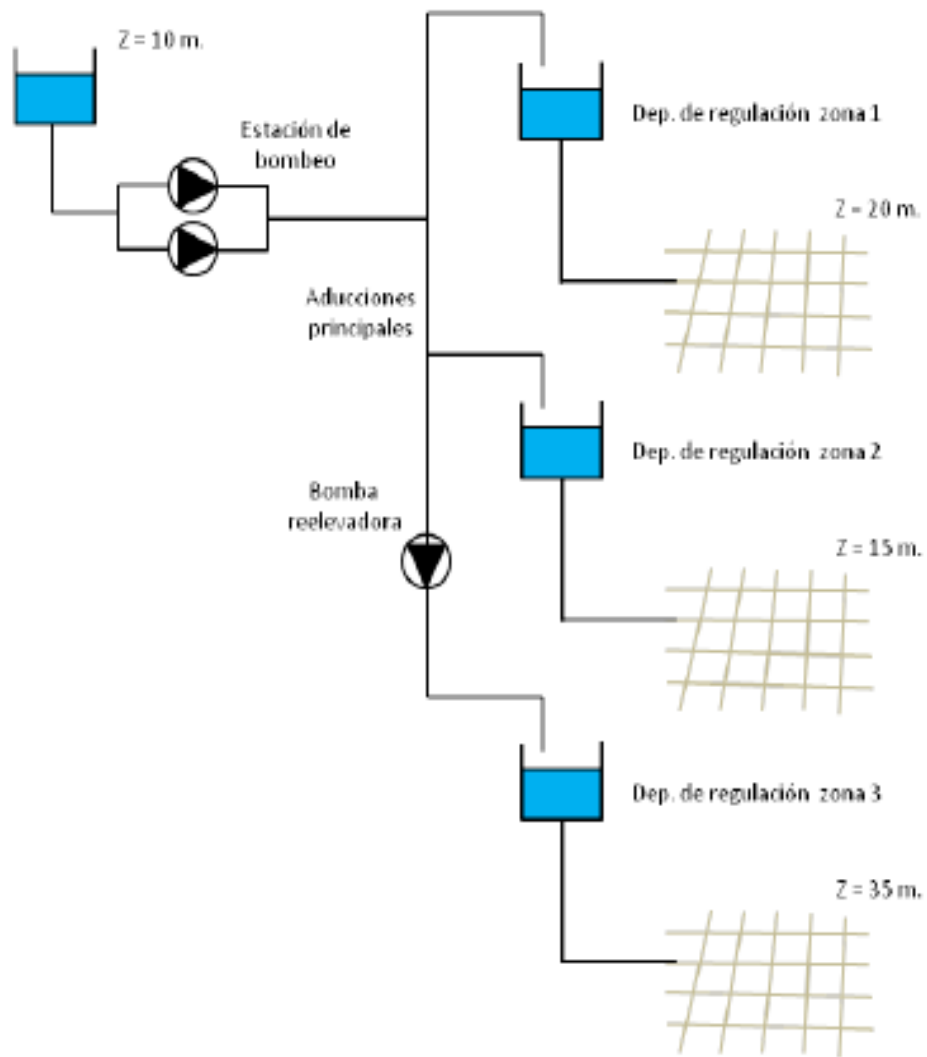 Z = 10 m.
Estación de
bombeo
Dep. de regulación zona 1
Z = 20 m.
Aducciones
principales
Dep. de regulación zona 2
Bomba
reelevadora
Z = 15 m.
Dep. de regulación zona 3
Z = 35 m.